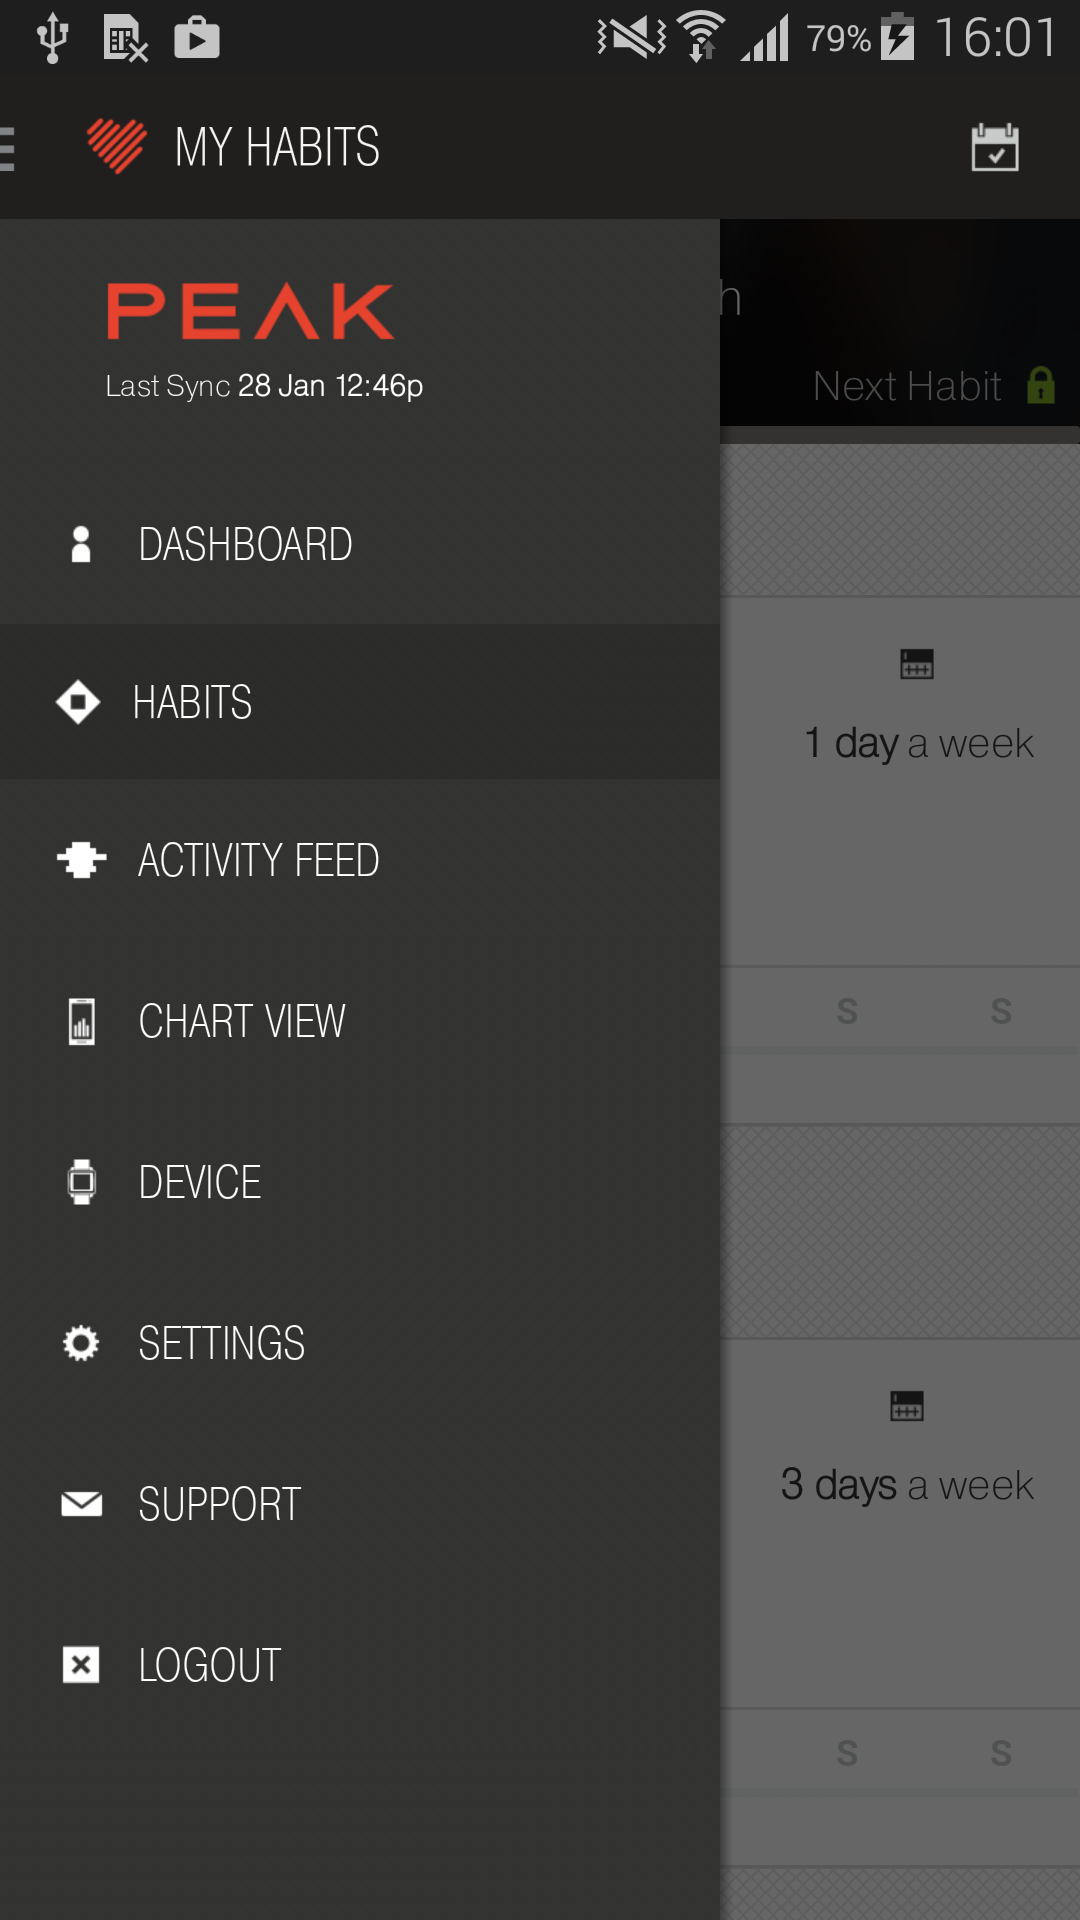 79% 16:01
MY HABITS
PEAK
Last Sync 28 Jan 12:46p
h
Next Habit
DASHBOARD
HABITS
1 day a week
ACTIVITY FEED
CHART VIEW
S S
DEVICE
SETTINGS
3 days a week
SUPPORT
LOGOUT
S S